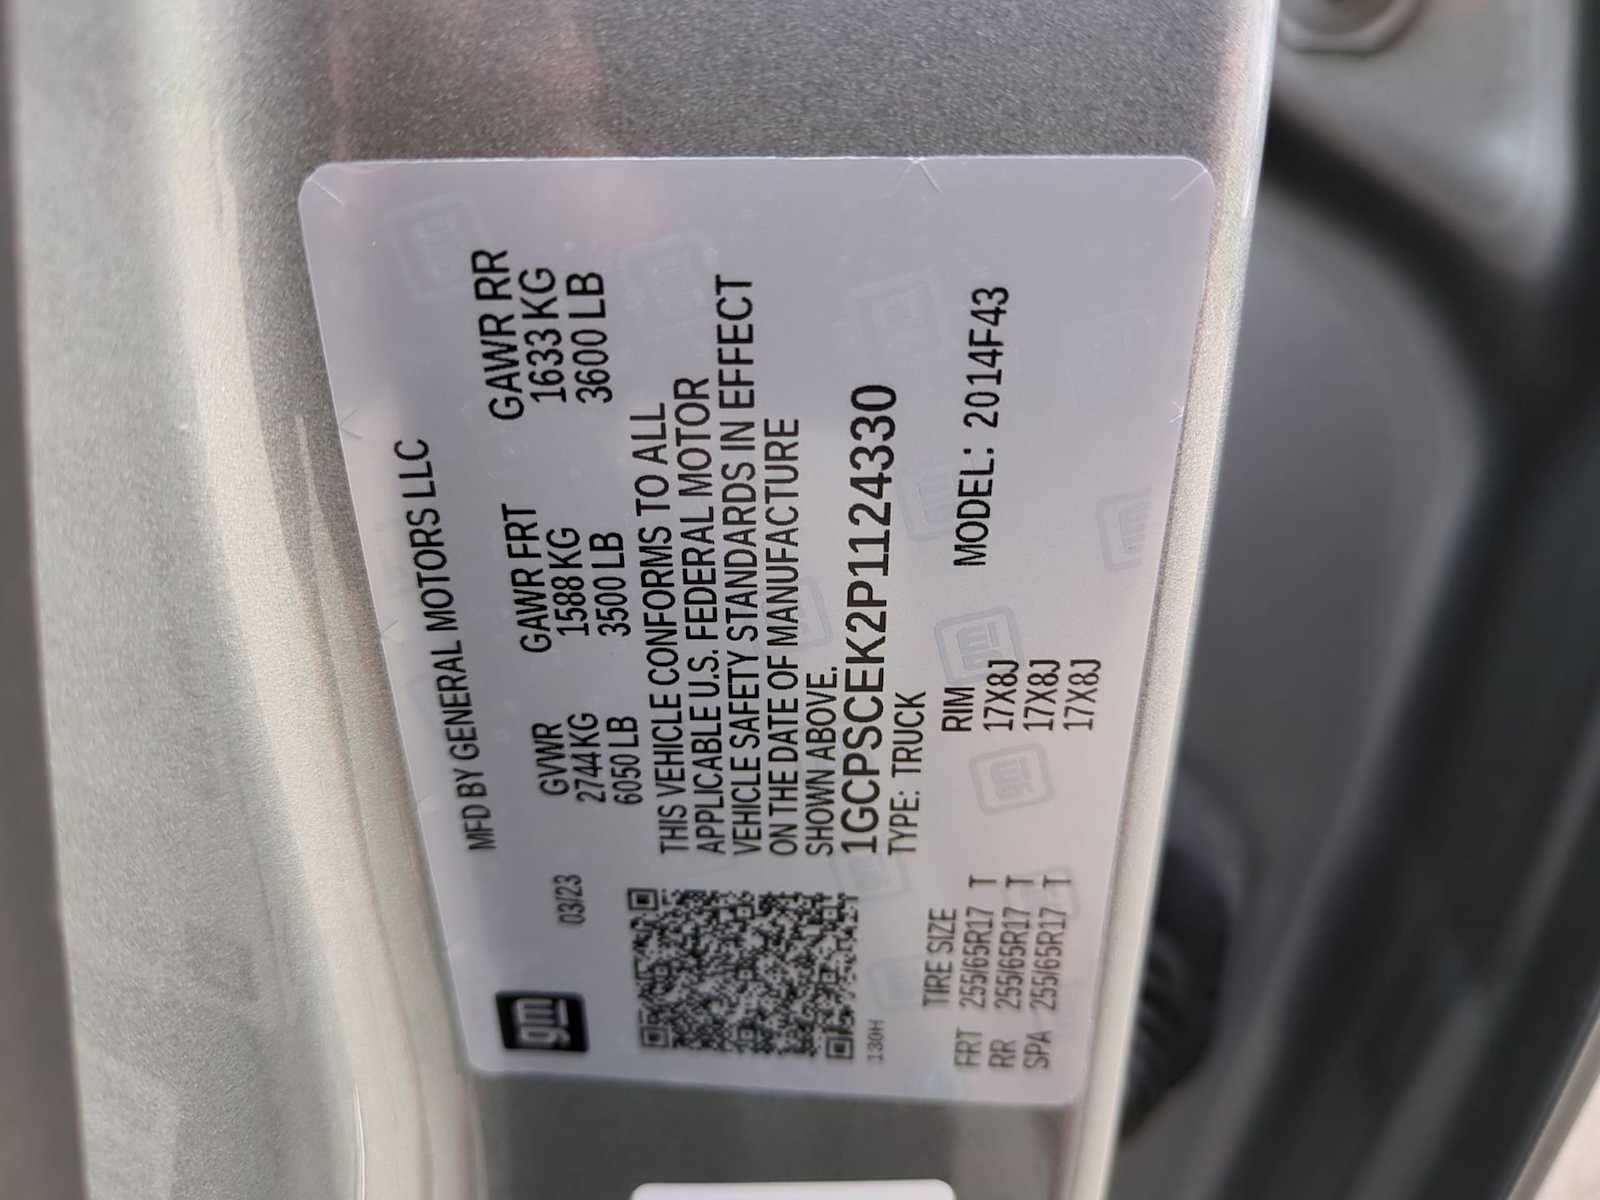 gm
03/23
MFD BY GENERAL MOTORS LLC
GVWR GAWR FRT GAWR RR
2744 KG 1588 KG 1633 KG
6050 LB 3500 LB 3600 LB
THIS VEHICLE CONFORMS TO ALL
APPLICABLE U.S. FEDERAL MOTOR
VEHICLE SAFETY STANDARDS IN EFFECT
ON THE DATE OF MANUFACTURE
SHOWN ABOVE.
1GCPSCEK2P1124330
TYPE: TRUCK
130H
TIRE SIZE RIM MODEL: 2014F43
FRT 255/65R17 T 17X8J
RR 255/65R17 T 17X8J
SPA 255/65R17 T 17X8J